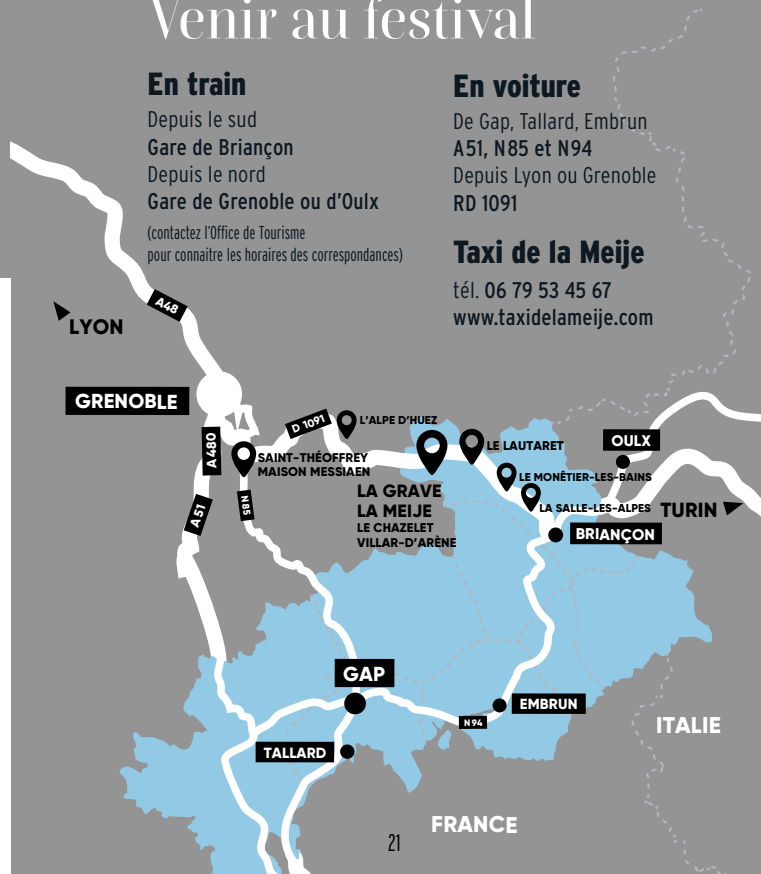 Venir au festival
En train
Depuis le sud
Gare de Briançon
Depuis le nord
Gare de Grenoble ou d'Oulx
(contactez l'Office de Tourisme
pour connaitre les horaires des correspondances)
En voiture
De Gap, Tallard, Embrun
A51, N85 et N94
Depuis Lyon ou Grenoble
RD 1091
Taxi de la Meije
tél. 06 79 53 45 67
www.taxidelameije.com
A48
LYON
GRENOBLE
A480
D 1091
L'ALPE D'HUEZ
SAINT-THÉOFFREY
MAISON MESSIAEN
LE LAUTARET
OULX
LE MONÊTIER-LES-BAINS
LA GRAVE
LA MEIJE
LE CHAZELET
VILLAR-D'ARÈNE
LA SALLE-LES-ALPES
TURIN
A51
N85
BRIANÇON
GAP
EMBRUN
N94
TALLARD
ITALIE
FRANCE
21